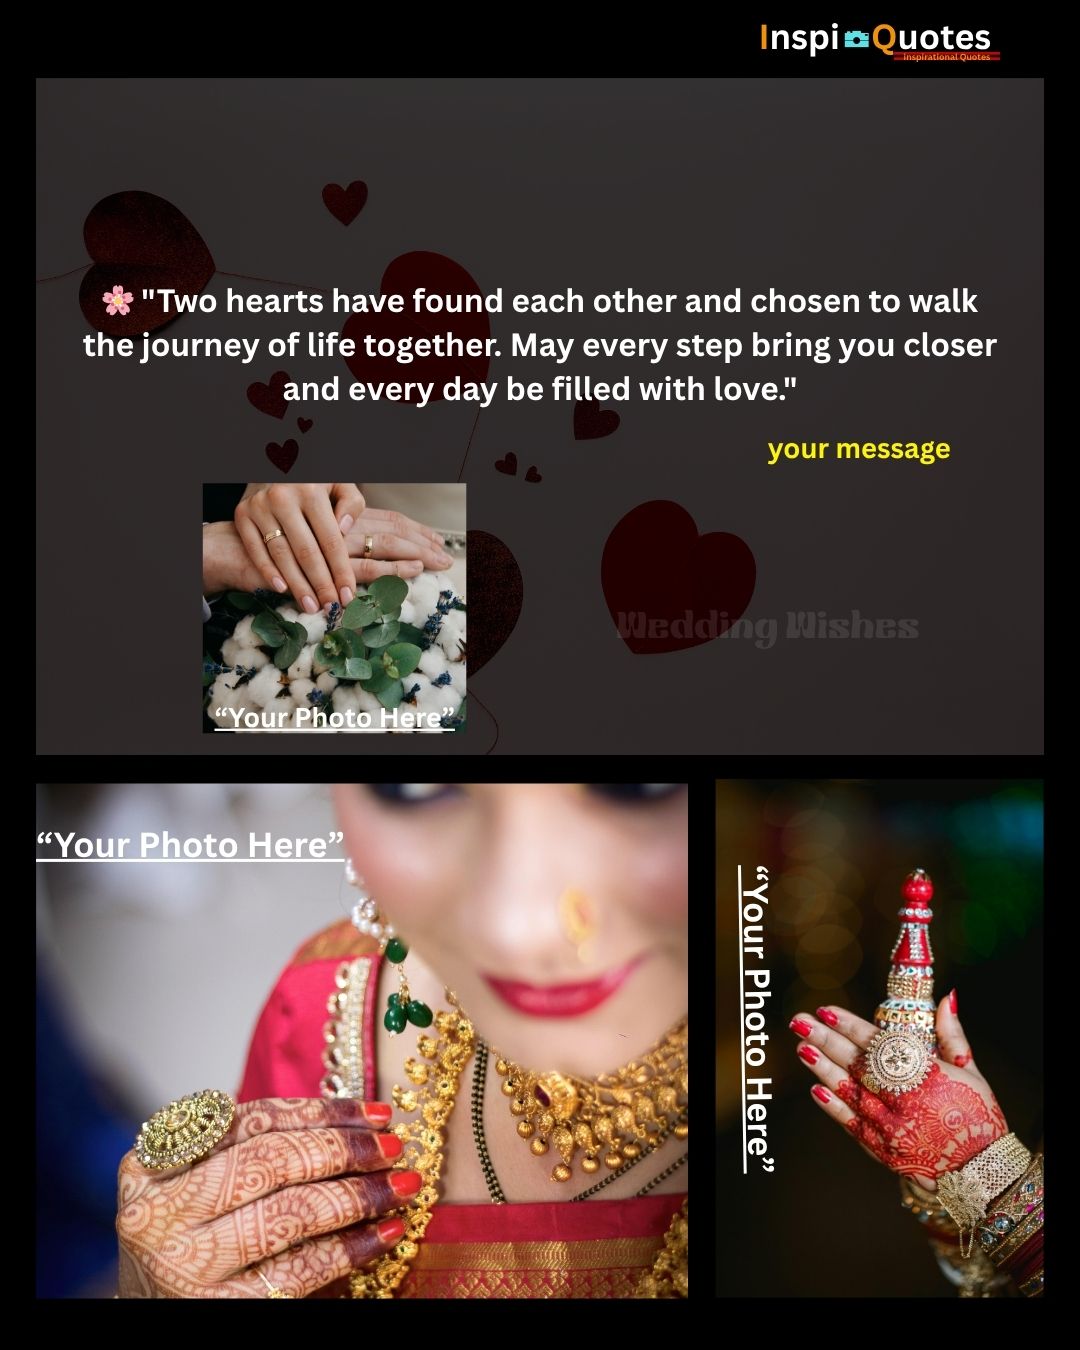 Inspi Quotes
Inspirational Quotes
🌸 "Two hearts have found each other and chosen to walk
the journey of life together. May every step bring you closer
and every day be filled with love."
your message
Wedding Wishes
“Your Photo Here”
“Your Photo Here”
“Your Photo Here”